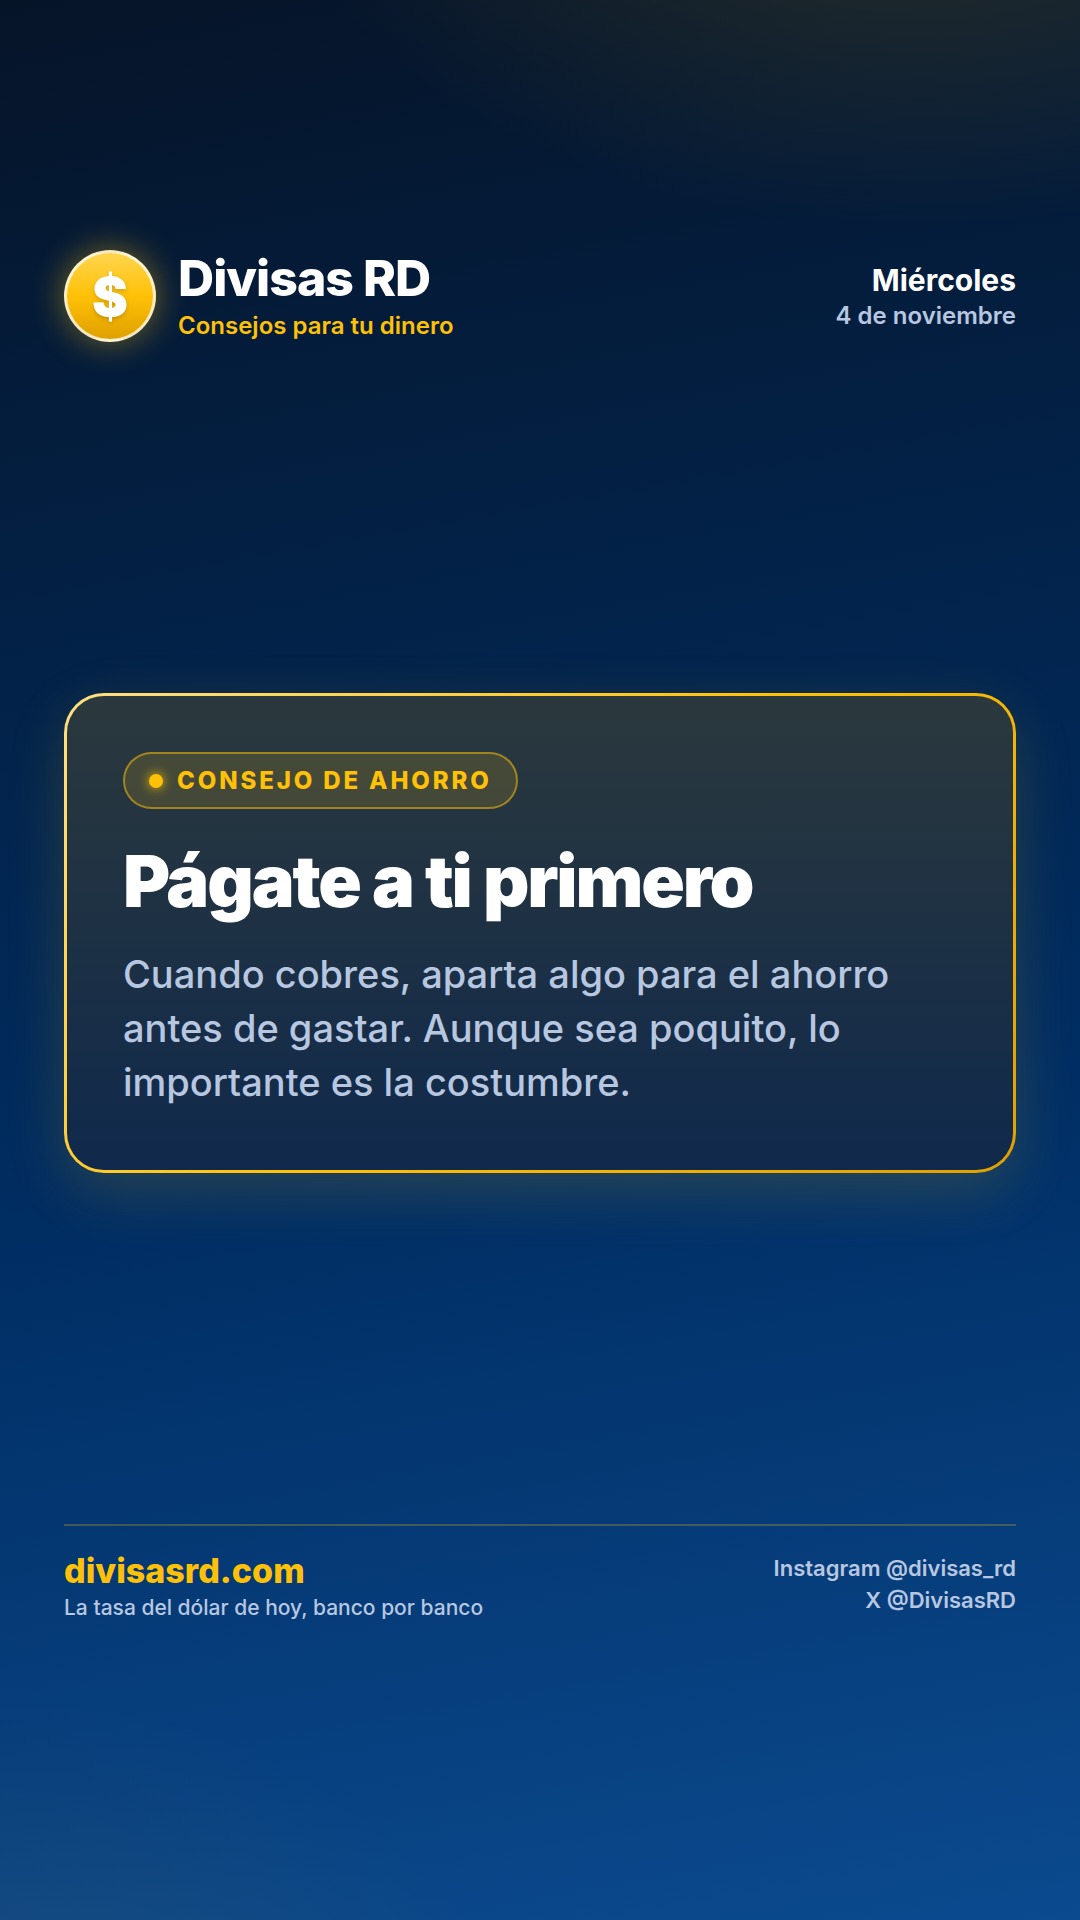 $
Divisas RD
Consejos para tu dinero
Miércoles
4 de noviembre
CONSEJO DE AHORRO
Págate a ti primero
Cuando cobres, aparta algo para el ahorro
antes de gastar. Aunque sea poquito, lo
importante es la costumbre.
divisasrd.com
La tasa del dólar de hoy, banco por banco
Instagram @divisas_rd
X @DivisasRD